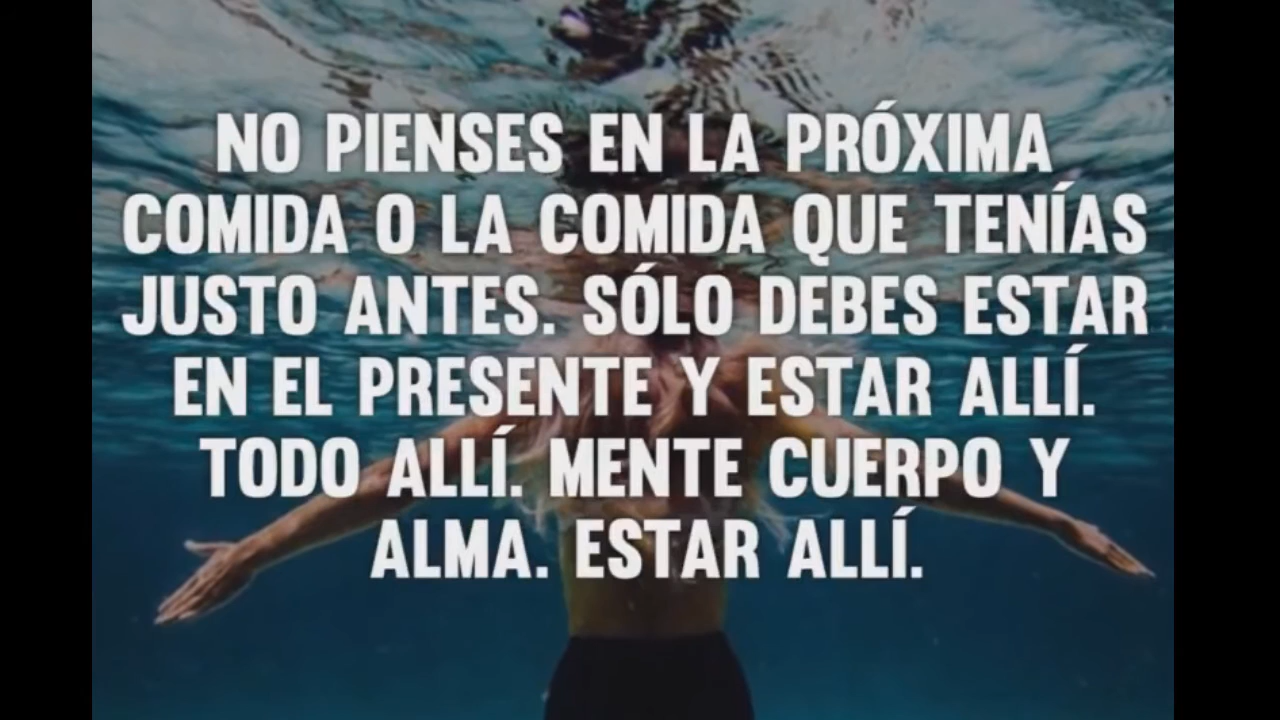 NO PIENSES EN LA PRÓXIMA
COMIDA O LA COMIDA QUE TENÍAS
JUSTO ANTES. SÓLO DEBES ESTAR
EN EL PRESENTE Y ESTAR ALLÍ.
TODO ALLÍ. MENTE CUERPO Y
ALMA. ESTAR ALLÍ.